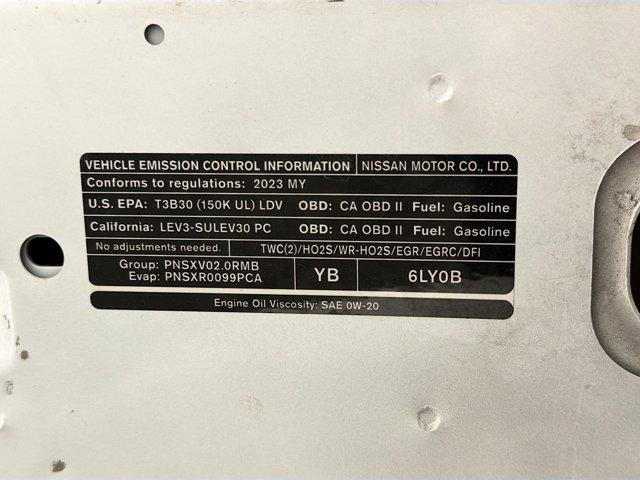 VEHICLE EMISSION CONTROL INFORMATION NISSAN MOTOR CO., LTD.
Conforms to regulations: 2023 MY
U.S. EPA: T3B30 (150K UL) LDV OBD: CA OBD II Fuel: Gasoline
California: LEV3-SULEV30 PC OBD: CA OBD II Fuel: Gasoline
No adjustments needed. TWC(2)/HO2S/WR-HO2S/EGR/EGRC/DFI
Group: PNSXV02.0RMB
Evap: PNSXR0099PCA
YB
6LY0B
Engine Oil Viscosity: SAE 0W-20